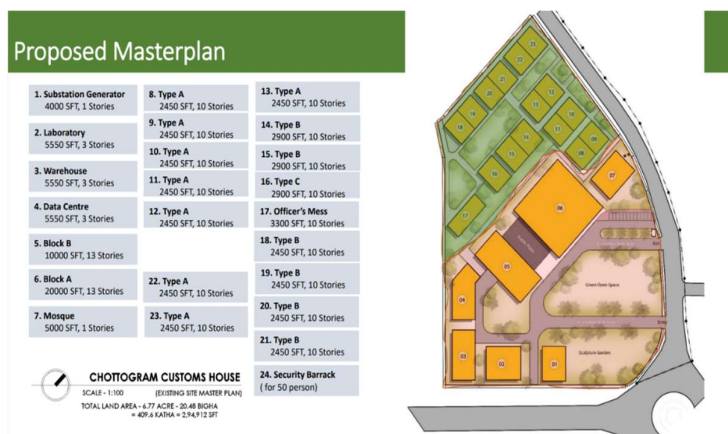 Proposed Masterplan
1. Substation Generator
4000 SFT, 1 Stories
2. Laboratory
5550 SFT, 3 Stories
3. Warehouse
5550 SFT, 3 Stories
4. Data Centre
5550 SFT, 3 Stories
5. Block B
10000 SFT, 13 Stories
6. Block A
20000 SFT, 13 Stories
7. Mosque
5000 SFT, 1 Stories
8. Type A
2450 SFT, 10 Stories
9. Type A
2450 SFT, 10 Stories
10. Type A
2450 SFT, 10 Stories
11. Type A
2450 SFT, 10 Stories
12. Type A
2450 SFT, 10 Stories
22. Type A
2450 SFT, 10 Stories
23. Type A
2450 SFT, 10 Stories
13. Type A
2450 SFT, 10 Stories
14. Type B
2900 SFT, 10 Stories
15. Type B
2900 SFT, 10 Stories
16. Type C
2900 SFT, 10 Stories
17. Officer's Mess
3300 SFT, 10 Stories
18. Type B
2450 SFT, 10 Stories
19. Type B
2450 SFT, 10 Stories
20. Type B
2450 SFT, 10 Stories
21. Type B
2450 SFT, 10 Stories
24. Security Barrack
( for 50 person)
CHOTTOGRAM CUSTOMS HOUSE
SCALE - 1:100 (EXISTING SITE MASTER PLAN)
TOTAL LAND AREA - 6.77 ACRE - 20.48 BIGHA
= 409.6 KATHA = 2,94,912 SFT
23
22
21
20
19
18
12
13
10
11
09
08
14
15
16
17
07
06
05
04
03
02
01
Green Open Space
Sculpture Garden